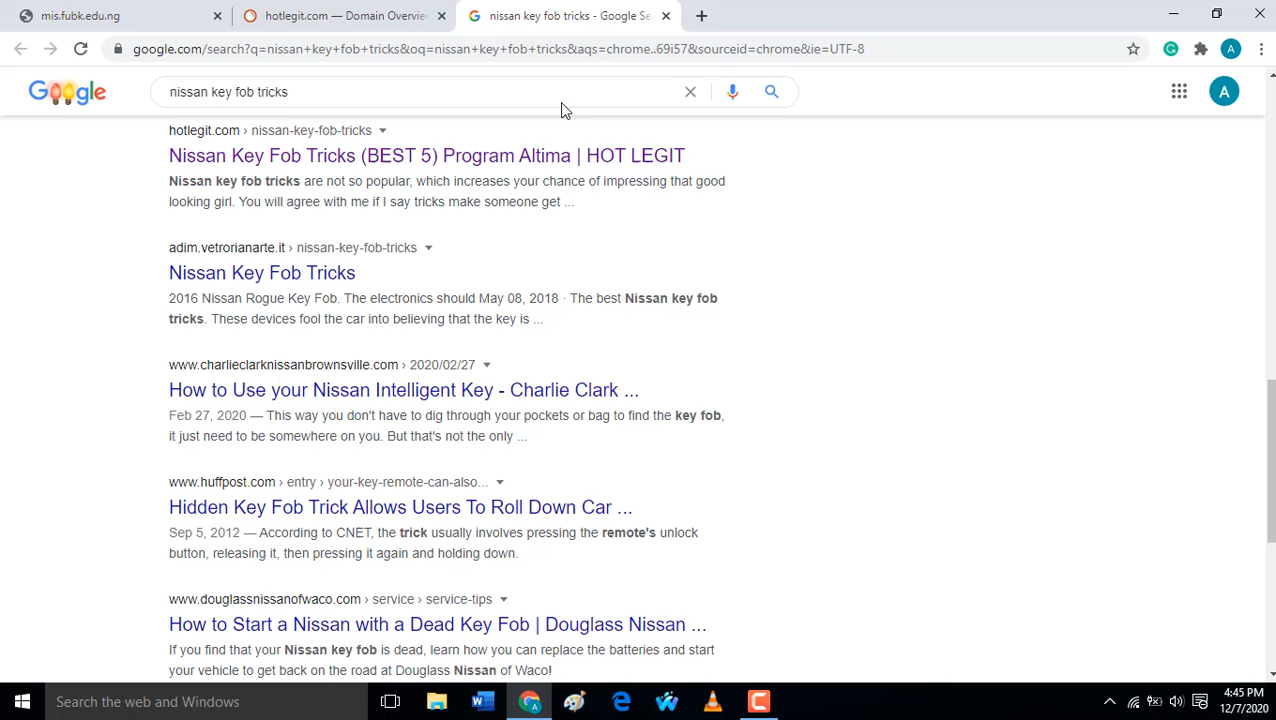 mis.fubk.edu.ng
hotlegit.com — Domain Overvie
nissan key fob tricks - Google Se
google.com/search?q=nissan+key+fob+tricks&oq=nissan+key+fob+tricks&aqs=chrome..69i57&sourceid=chrome&ie=UTF-8
A
Google
nissan key fob tricks
A
hotlegit.com › nissan-key-fob-tricks
Nissan Key Fob Tricks (BEST 5) Program Altima | HOT LEGIT
Nissan key fob tricks are not so popular, which increases your chance of impressing that good
looking girl. You will agree with me if I say tricks make someone get ...
adim.vetrorianarte.it › nissan-key-fob-tricks
Nissan Key Fob Tricks
2016 Nissan Rogue Key Fob. The electronics should May 08, 2018 · The best Nissan key fob
tricks. These devices fool the car into believing that the key is ...
www.charlieclarknissanbrownsville.com › 2020/02/27
How to Use your Nissan Intelligent Key - Charlie Clark ...
Feb 27, 2020 — This way you don't have to dig through your pockets or bag to find the key fob,
it just need to be somewhere on you. But that's not the only ...
www.huffpost.com › entry › your-key-remote-can-also...
Hidden Key Fob Trick Allows Users To Roll Down Car ...
Sep 5, 2012 — According to CNET, the trick usually involves pressing the remote's unlock
button, releasing it, then pressing it again and holding down.
www.douglassnissanofwaco.com › service › service-tips
How to Start a Nissan with a Dead Key Fob | Douglass Nissan ...
If you find that your Nissan key fob is dead, learn how you can replace the batteries and start
your vehicle to get back on the road at Douglass Nissan of Waco!
Search the web and Windows
4:45 PM
12/7/2020